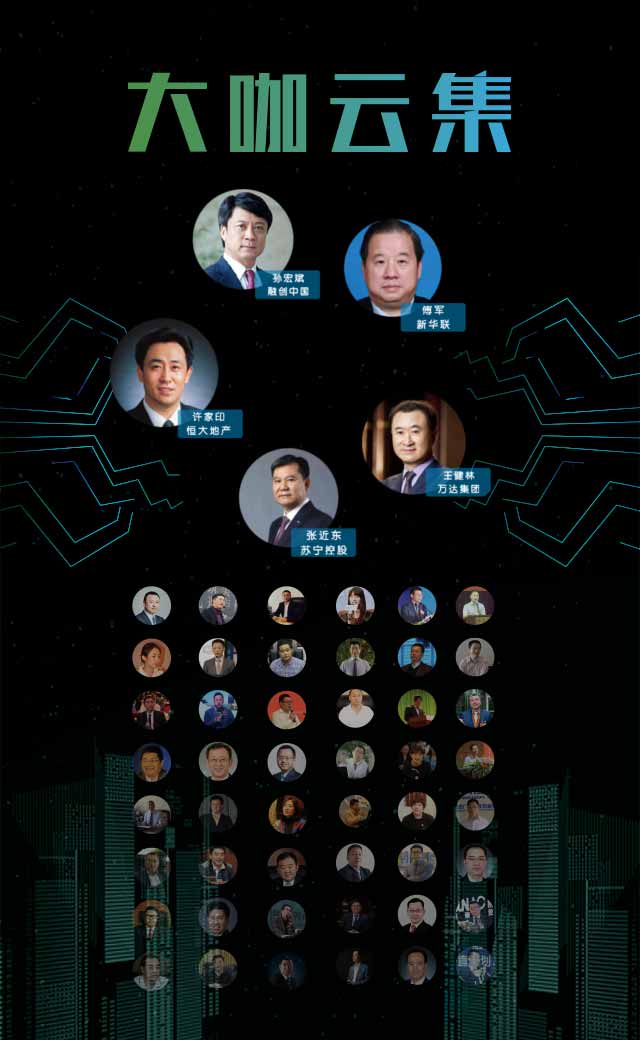 大咖云集
孙宏斌
融创中国
傅军
新华联
许家印
恒大地产
王健林
万达集团
张近东
苏宁控股